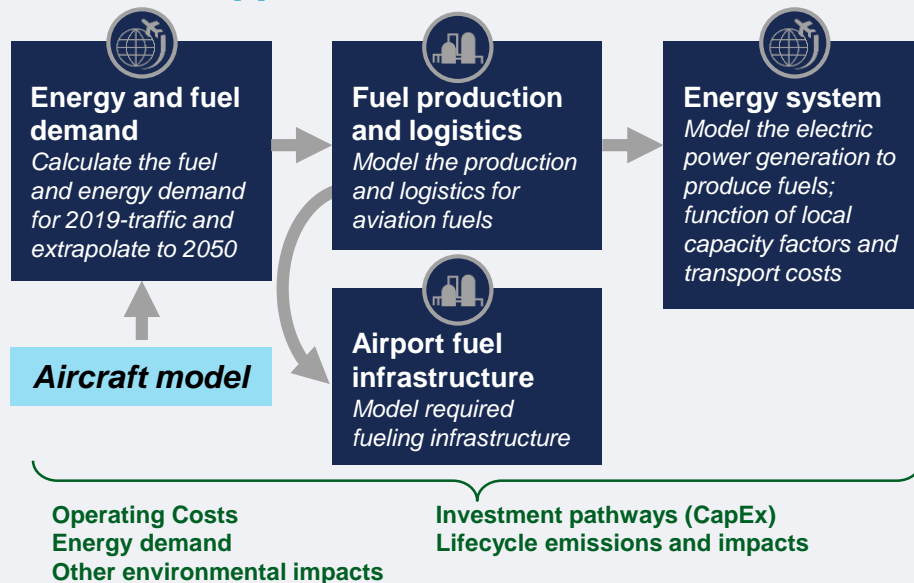 Energy and fuel
demand
Calculate the fuel
and energy demand
for 2019-traffic and
extrapolate to 2050
Fuel production
and logistics
Model the production
and logistics for
aviation fuels
Energy system
Model the electric
power generation to
produce fuels;
function of local
capacity factors and
transport costs
Aircraft model
Airport fuel
infrastructure
Model required
fueling infrastructure
Operating Costs
Energy demand
Other environmental impacts
Investment pathways (CapEx)
Lifecycle emissions and impacts